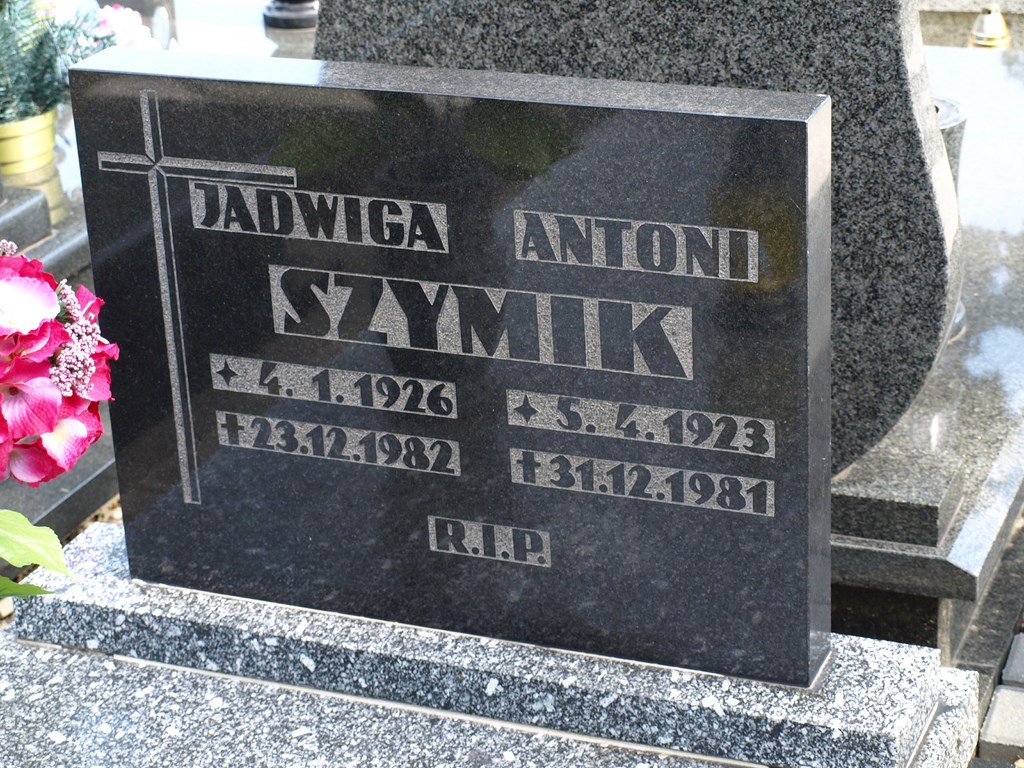 JADWIGA ANTONI
SZYMIK
✦ 4. 1. 1926 ✦ 5. 4. 1923
✝23.12.1982 ✝31.12.1981
R.I.P.